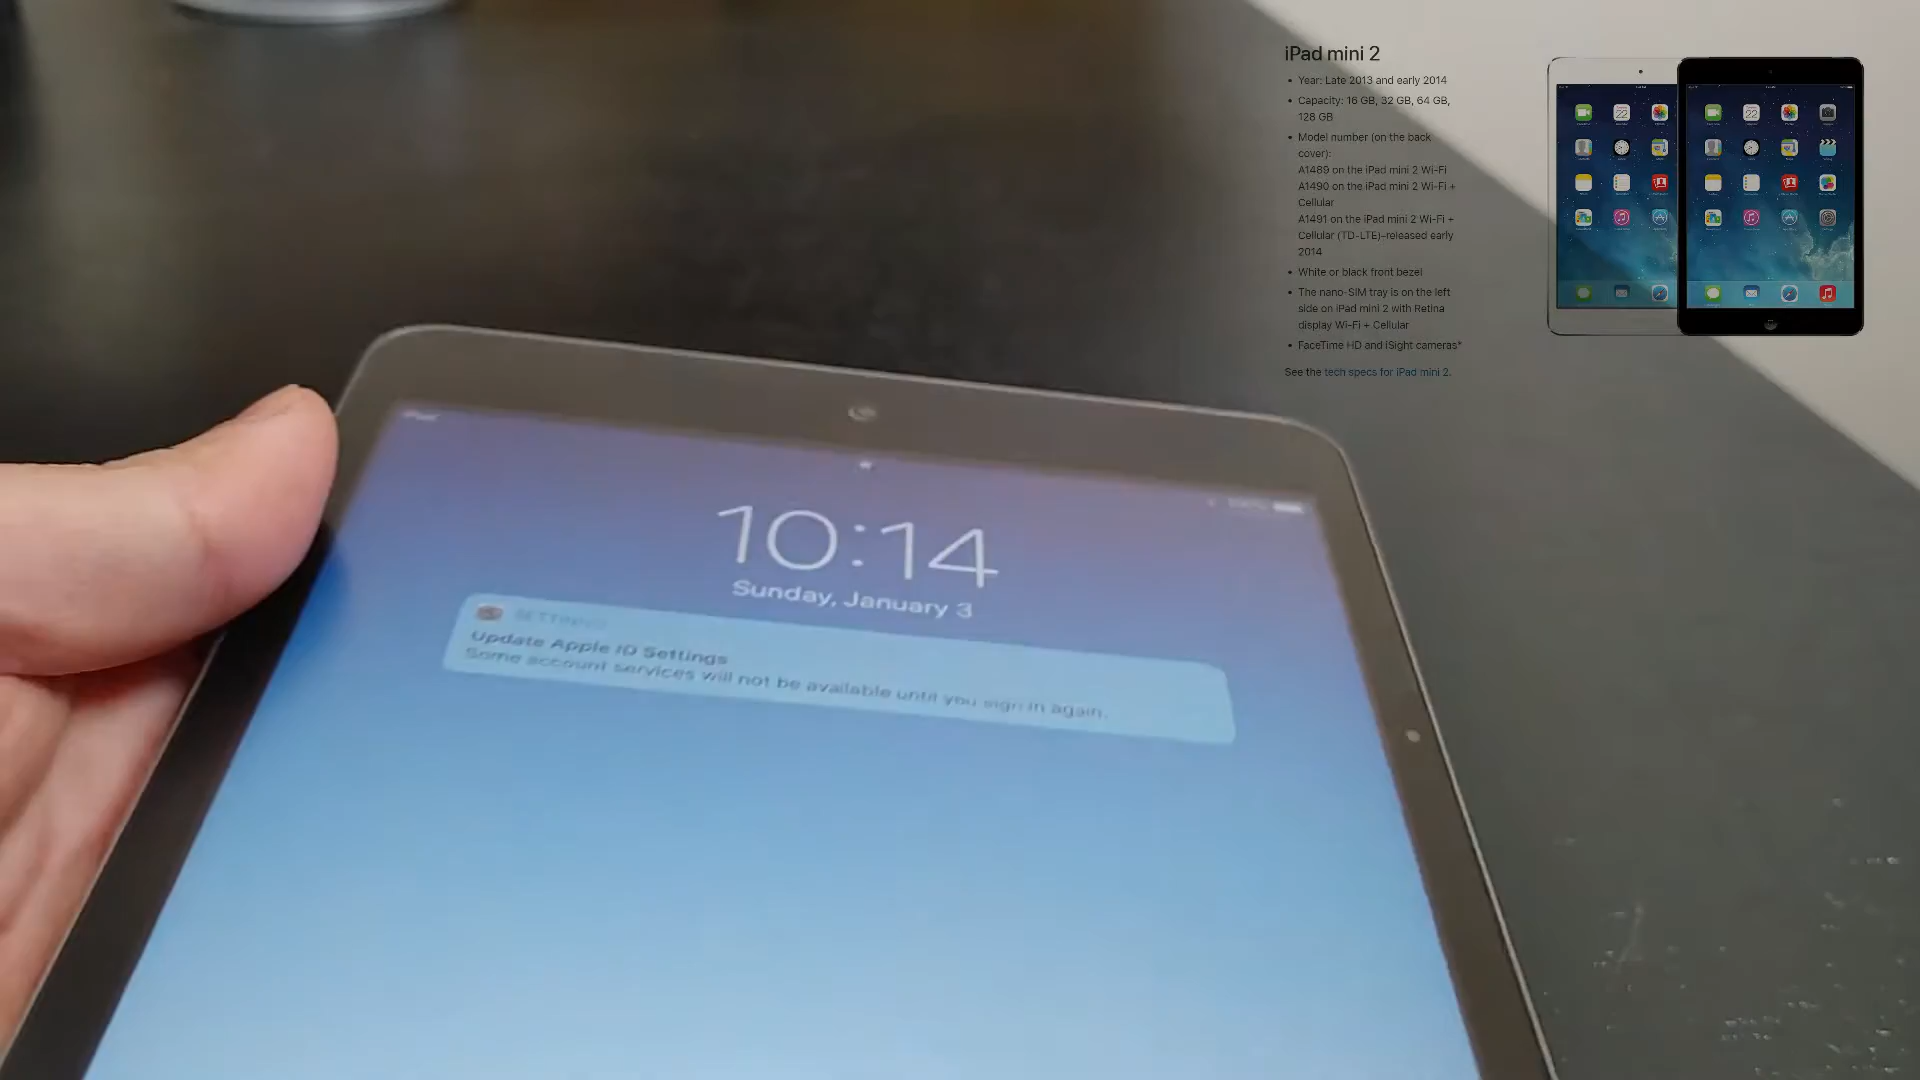 iPad mini 2
• Year: Late 2013 and early 2014
• Capacity: 16 GB, 32 GB, 64 GB,
128 GB
• Model number (on the back
cover):
A1489 on the iPad mini 2 Wi-Fi
A1490 on the iPad mini 2 Wi-Fi +
Cellular
A1491 on the iPad mini 2 Wi-Fi +
Cellular (TD-LTE)–released early
2014
• White or black front bezel
• The nano-SIM tray is on the left
side on iPad mini 2 with Retina
display Wi-Fi + Cellular
• FaceTime HD and iSight cameras*
See the tech specs for iPad mini 2.
22
22
iPad
10:14
Sunday, January 3
SETTINGS
Update Apple ID Settings
Some account services will not be available until you sign in again.